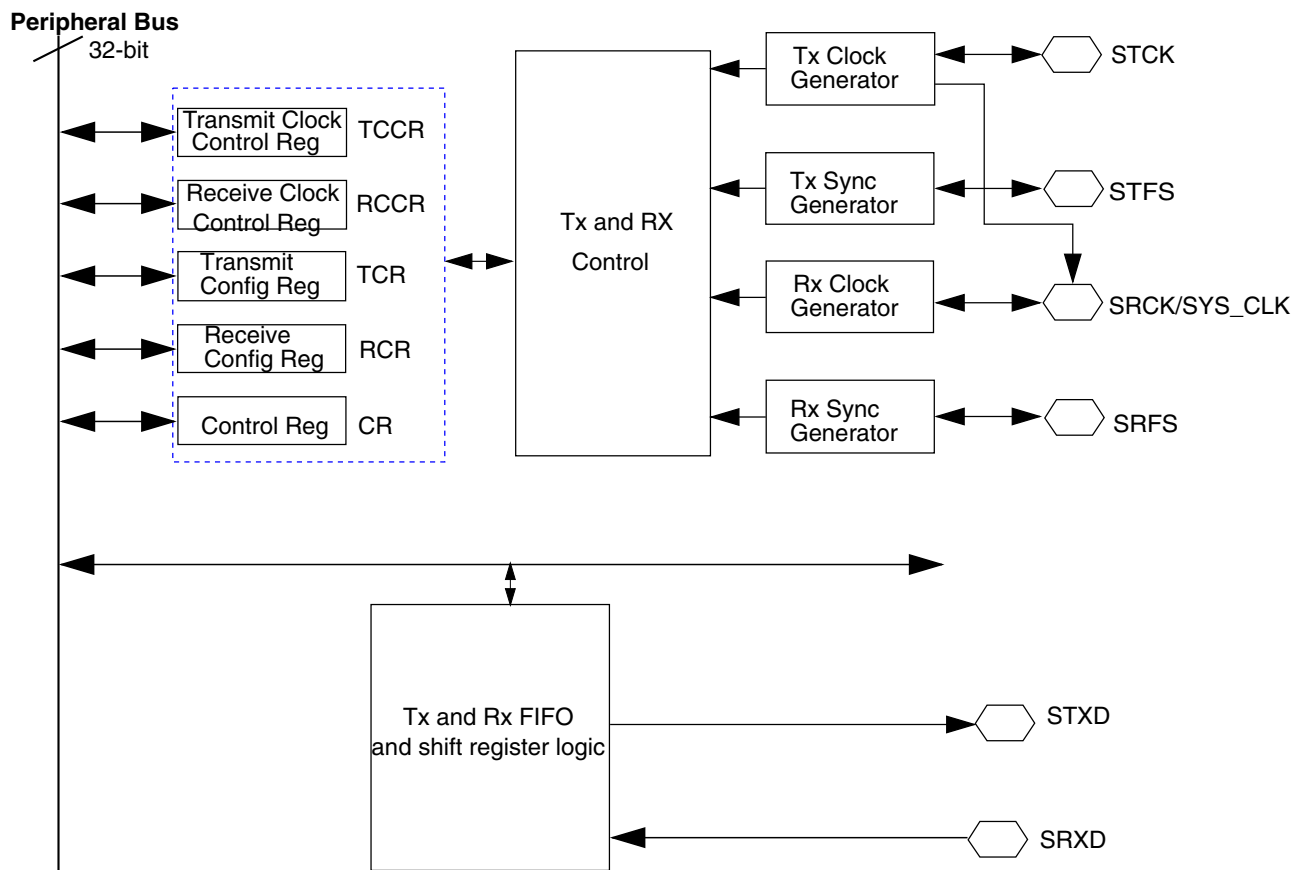 Peripheral Bus
32-bit
Transmit Clock
Control Reg
TCCR
Receive Clock
Control Reg
RCCR
Transmit
Config Reg
TCR
Receive
Config Reg
RCR
Control Reg
CR
Tx and RX
Control
Tx Clock
Generator
STCK
Tx Sync
Generator
STFS
Rx Clock
Generator
SRCK/SYS_CLK
Rx Sync
Generator
SRFS
Tx and Rx FIFO
and shift register logic
STXD
SRXD